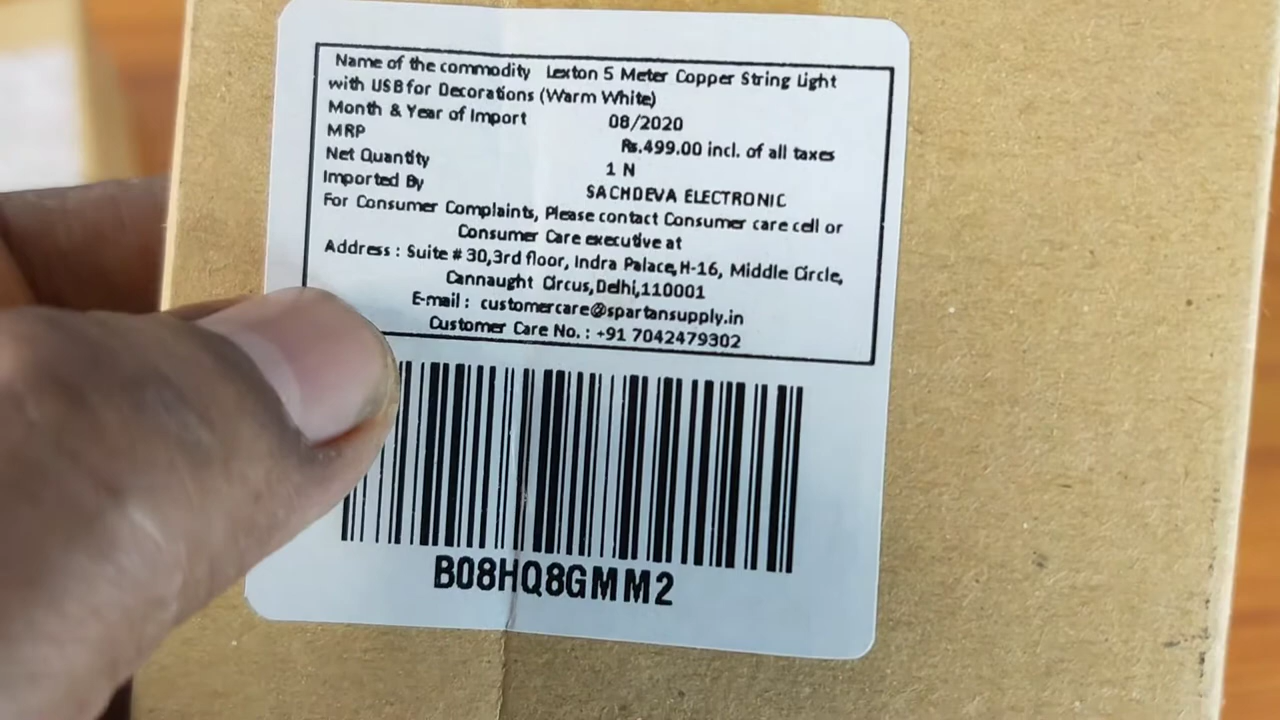 Name of the commodity Lexton 5 Meter Copper String Light
with USB for Decorations (Warm White)
Month & Year of Import 08/2020
MRP Rs.499.00 incl. of all taxes
Net Quantity 1 N
Imported By SACHDEVA ELECTRONIC
For Consumer Complaints, Please contact Consumer care cell or
Consumer Care executive at
Address : Suite # 30,3rd floor, Indra Palace,H-16, Middle Circle,
Cannaught Circus,Delhi,110001
E-mail : customercare@spartansupply.in
Customer Care No. : +91 7042479302
B08HQ8GMM2